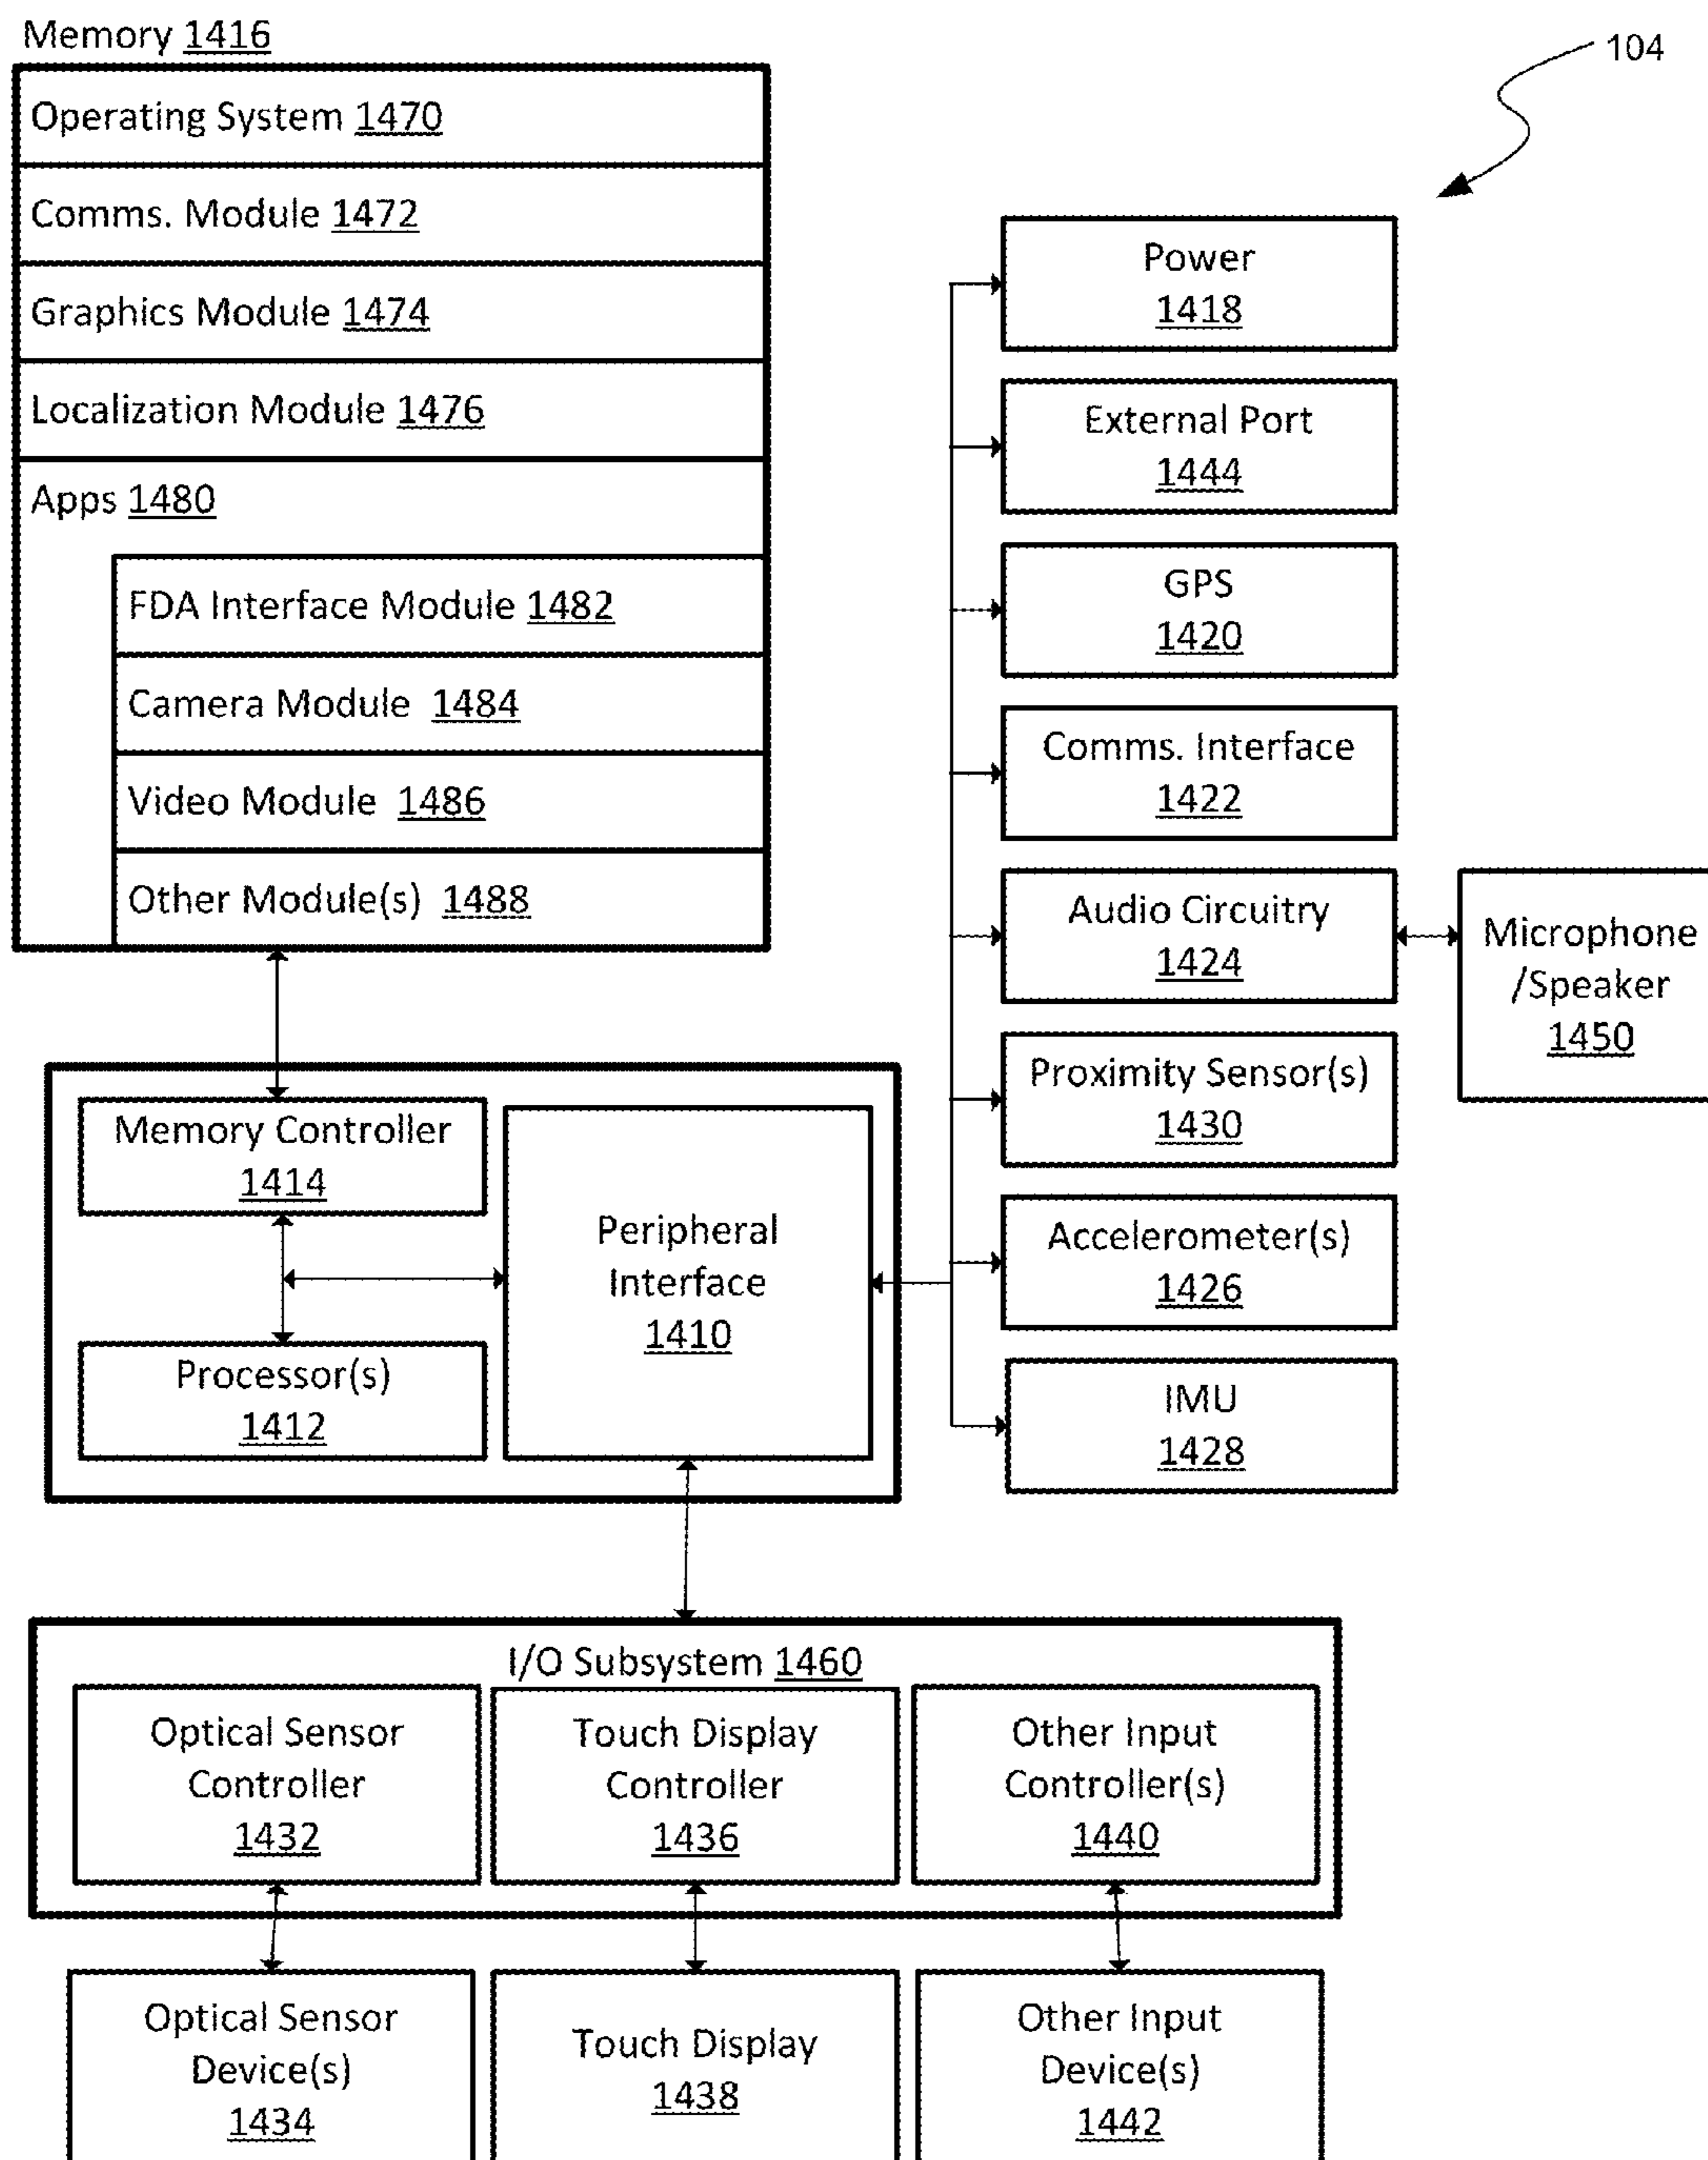 Memory 1416
104
Operating System 1470
Comms. Module 1472
Graphics Module 1474
Localization Module 1476
Apps 1480
FDA Interface Module 1482
Camera Module 1484
Video Module 1486
Other Module(s) 1488
Power
1418
External Port
1444
GPS
1420
Comms. Interface
1422
Audio Circuitry
1424
Microphone
/Speaker
1450
Proximity Sensor(s)
1430
Accelerometer(s)
1426
IMU
1428
Memory Controller
1414
Peripheral
Interface
1410
Processor(s)
1412
I/O Subsystem 1460
Optical Sensor
Controller
1432
Touch Display
Controller
1436
Other Input
Controller(s)
1440
Optical Sensor
Device(s)
1434
Touch Display
1438
Other Input
Device(s)
1442